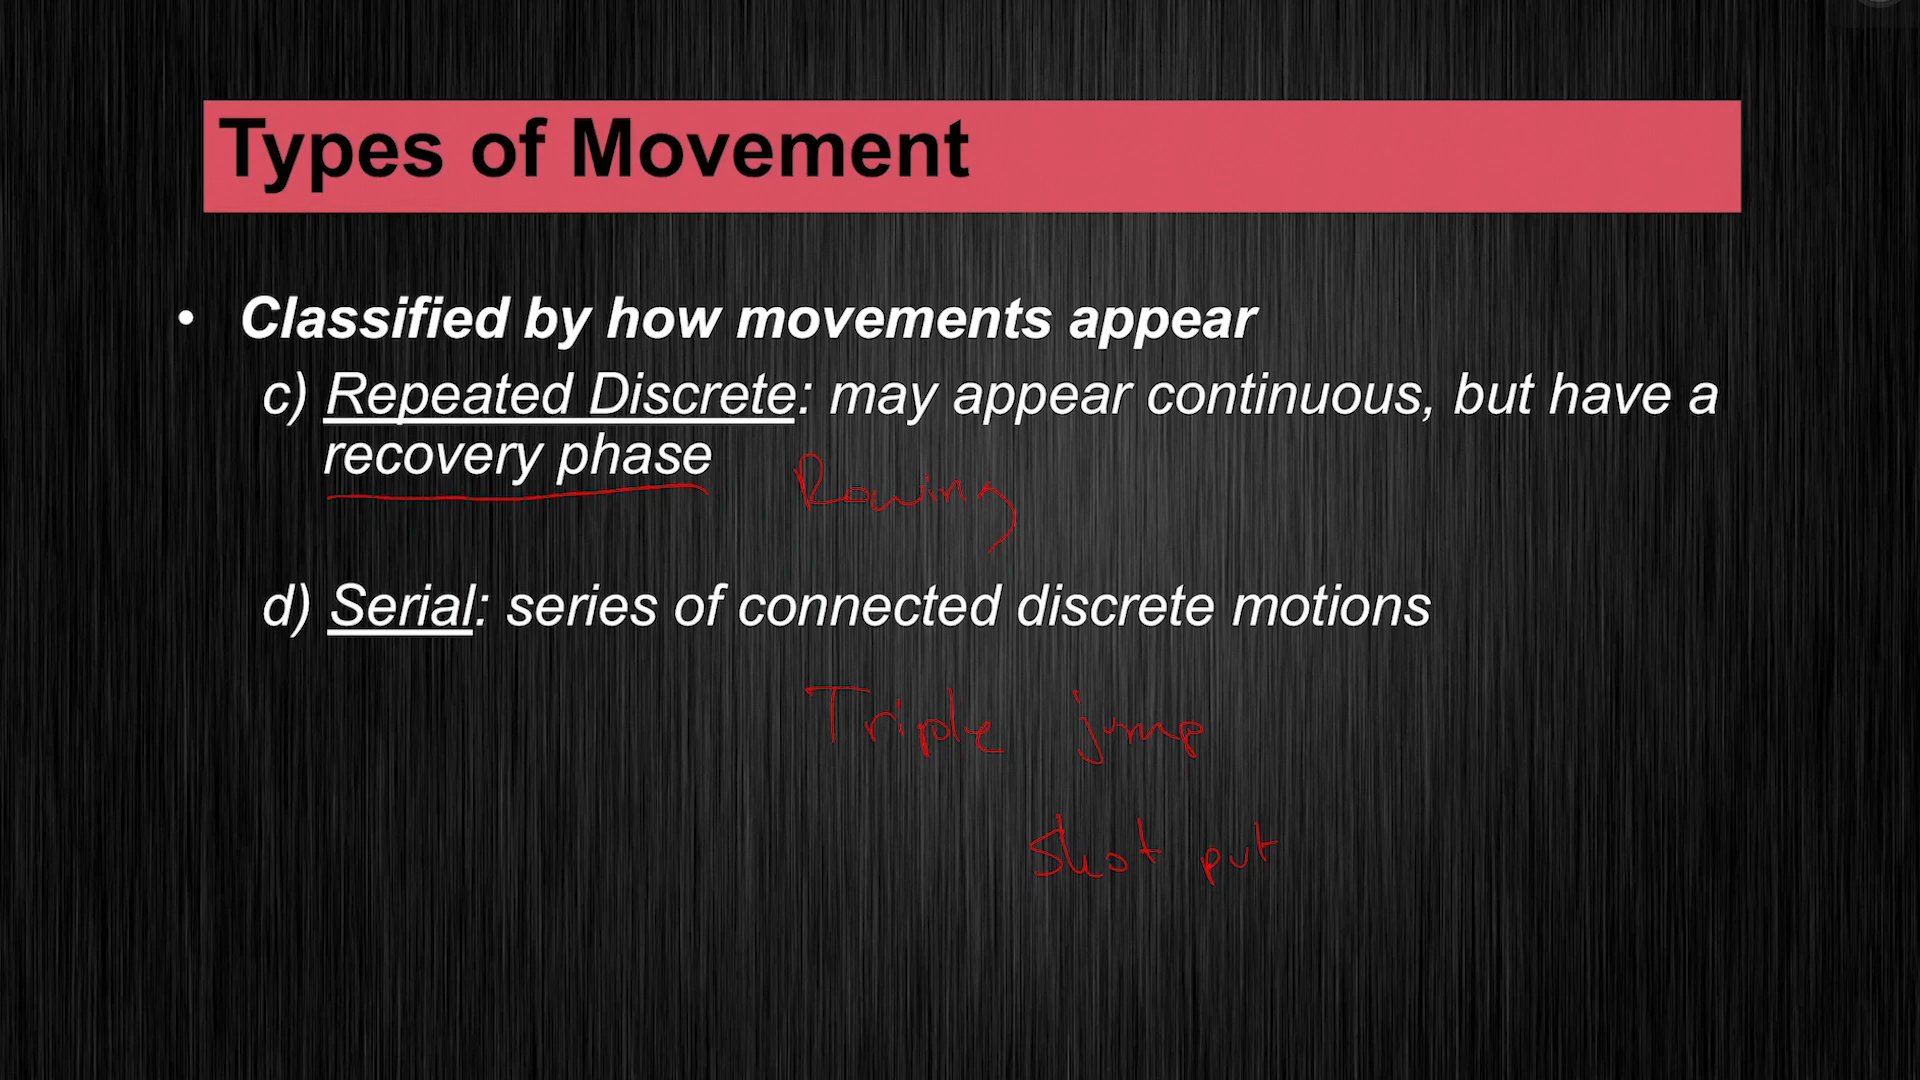 Types of Movement
• Classified by how movements appear
c) Repeated Discrete: may appear continuous, but have a
recovery phase
Rowing
d) Serial: series of connected discrete motions
Triple jump
Shot put